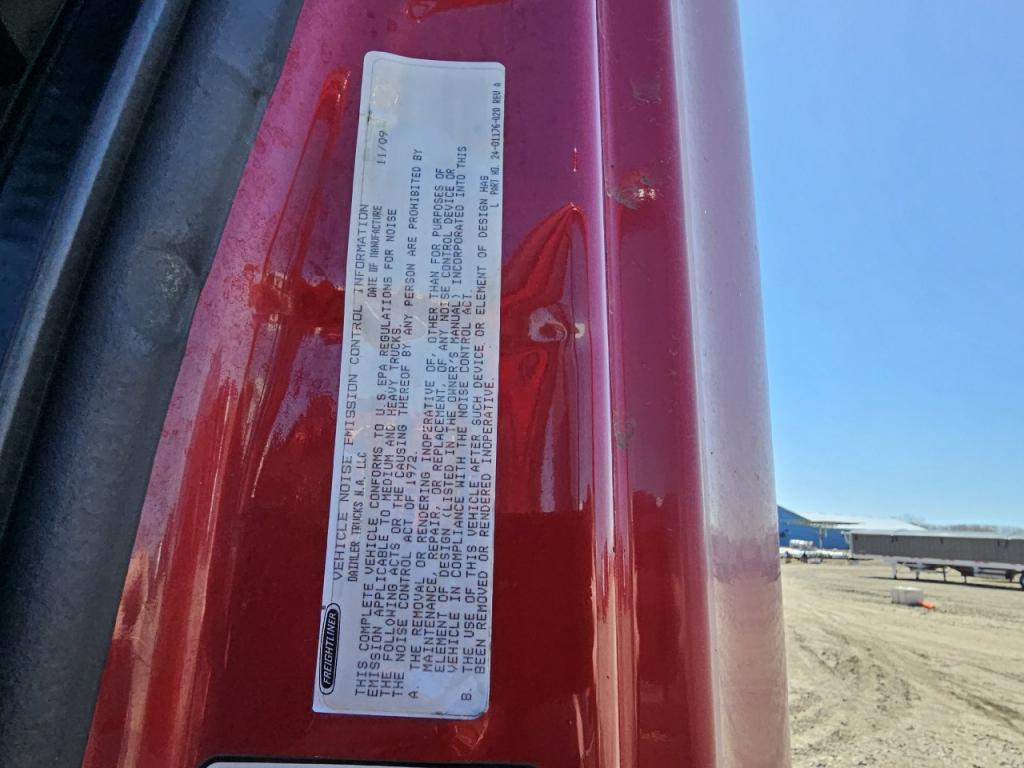 FREIGHTLINER
VEHICLE NOISE EMISSION CONTROL INFORMATION
DAIMLER TRUCKS N.A. LLC DATE OF MANUFACTURE 11/09
THIS COMPLETE VEHICLE CONFORMS TO U.S.EPA REGULATIONS FOR NOISE
EMISSION APPLICABLE TO MEDIUM AND HEAVY TRUCKS.
THE FOLLOWING ACTS OR THE CAUSING THEREOF BY ANY PERSON ARE PROHIBITED BY
THE NOISE CONTROL ACT OF 1972.
A. THE REMOVAL OR RENDERING INOPERATIVE OF, OTHER THAN FOR PURPOSES OF
MAINTENANCE, REPAIR, OR REPLACEMENT, OF ANY NOISE CONTROL DEVICE OR
ELEMENT OF DESIGN (LISTED IN THE OWNER'S MANUAL) INCORPORATED INTO THIS
VEHICLE IN COMPLIANCE WITH THE NOISE CONTROL ACT.
B. THE USE OF THIS VEHICLE AFTER SUCH DEVICE OR ELEMENT OF DESIGN HAS
BEEN REMOVED OR RENDERED INOPERATIVE.
L PART NO. 24-01176-020 REV A